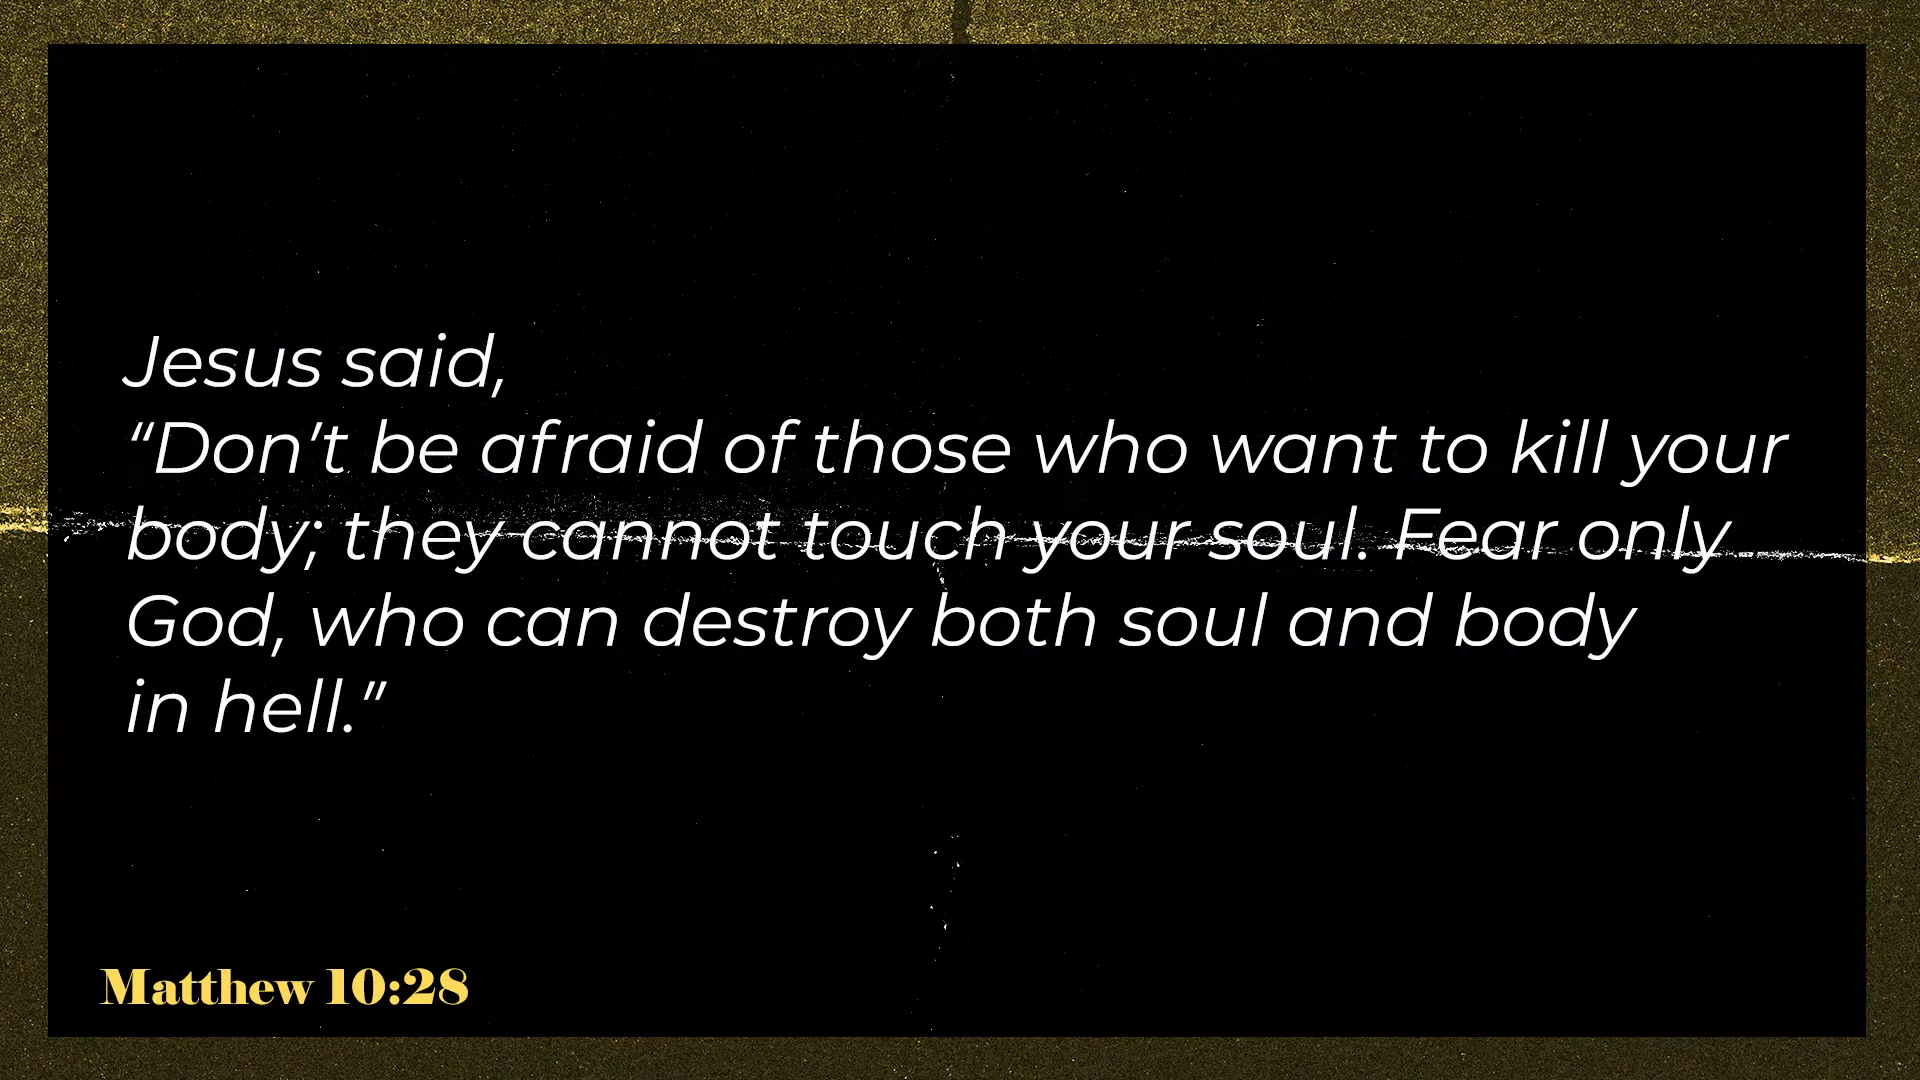 Jesus said,
“Don’t be afraid of those who want to kill your
body; they cannot touch your soul. Fear only
God, who can destroy both soul and body
in hell.”
Matthew 10:28